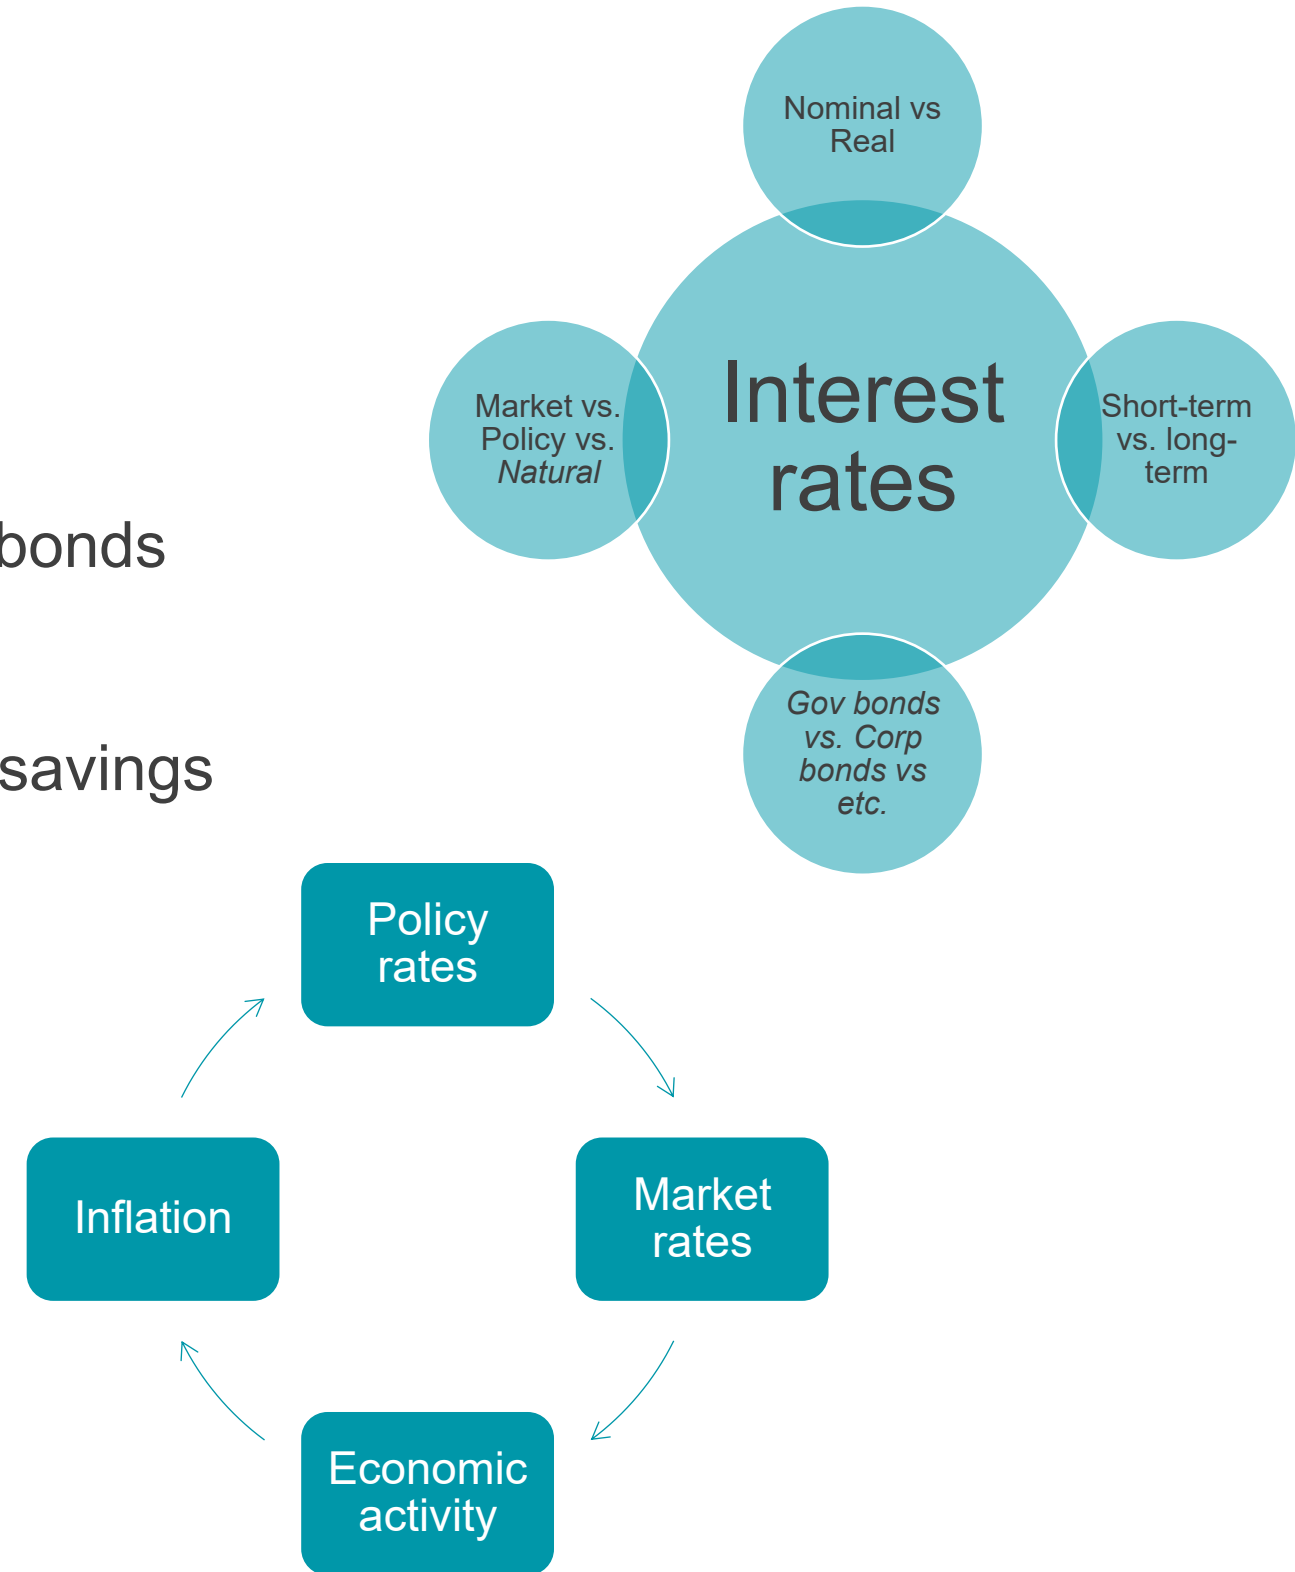 Nominal vs
Real
Market vs.
Policy vs.
Natural
Interest
rates
Short-term
vs. long-
term
bonds
savings
Gov bonds
vs. Corp
bonds vs
etc.
Policy
rates
Inflation
Market
rates
Economic
activity